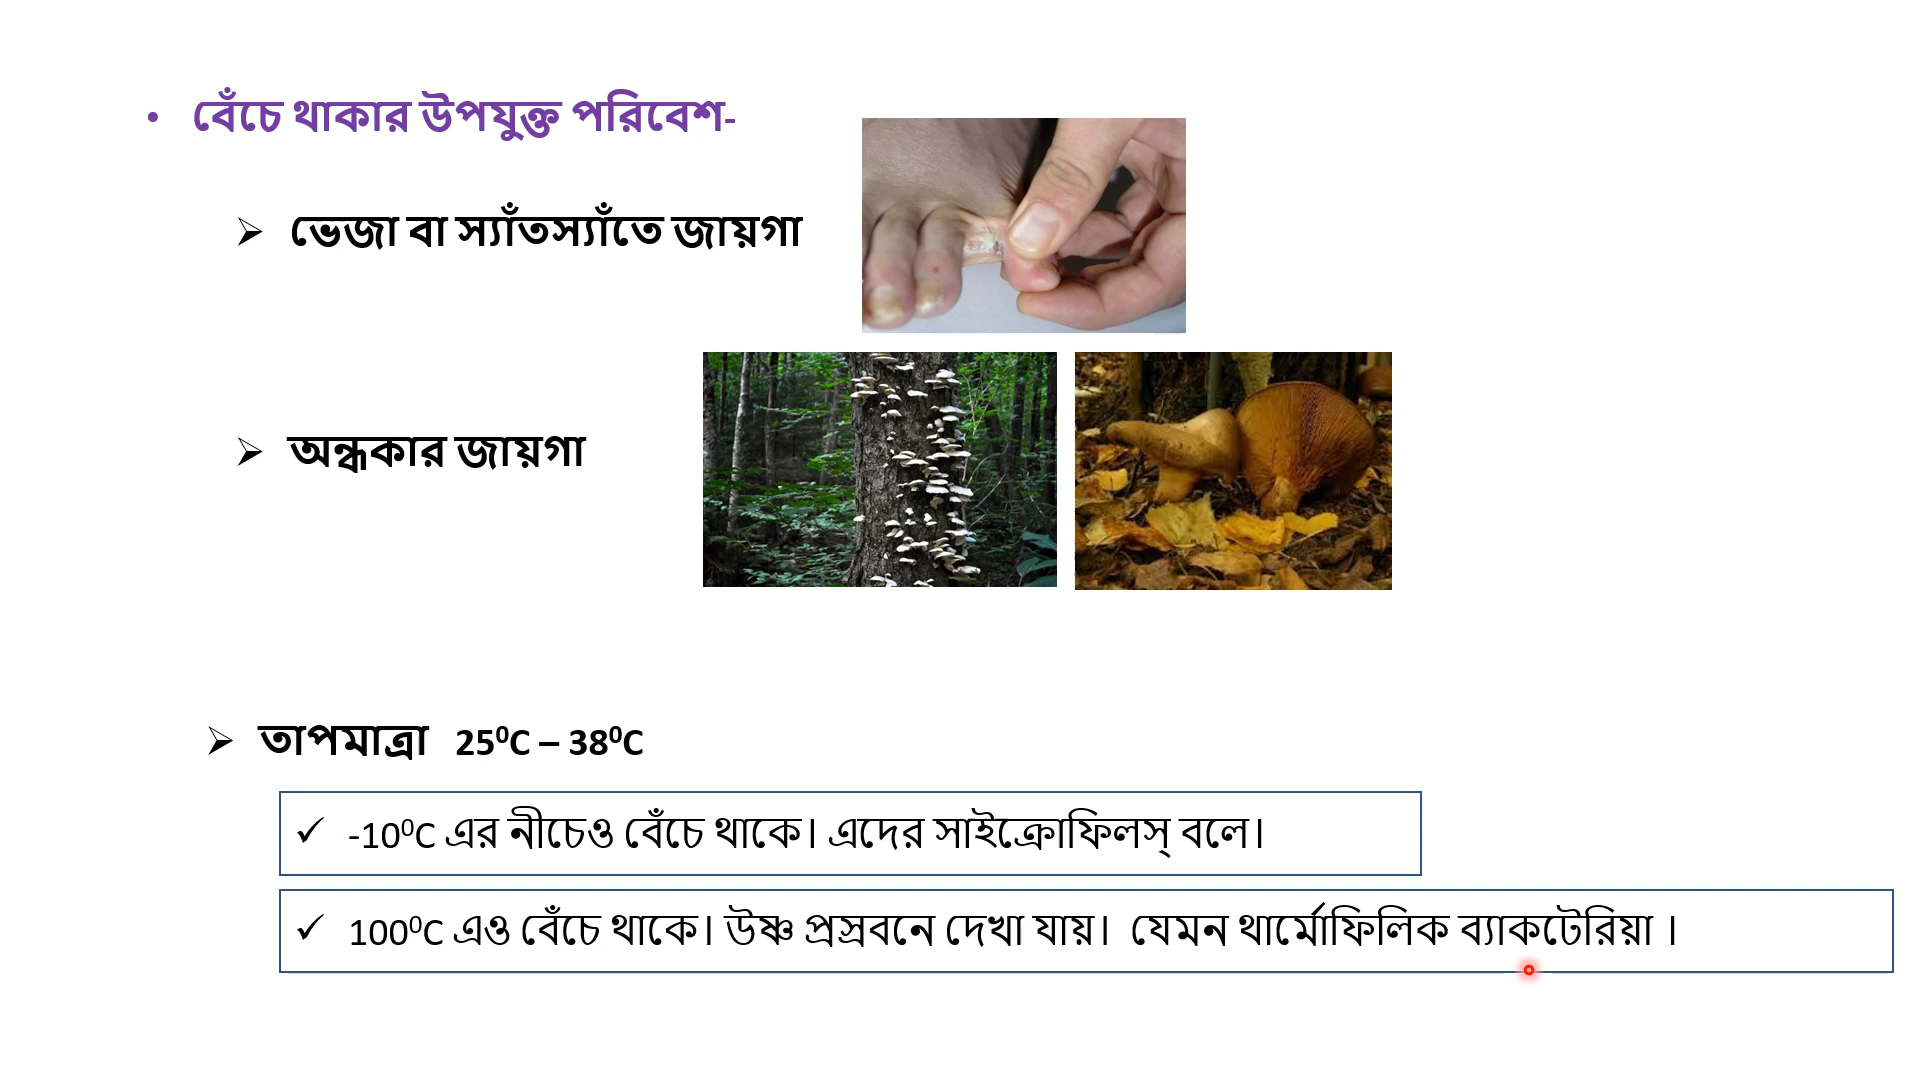 • বেঁচে থাকার উপযুক্ত পরিবেশ-
➢ ভেজা বা স্যাঁতস্যাঁতে জায়গা
➢ অন্ধকার জায়গা
➢ তাপমাত্রা 25⁰C – 38⁰C
✓ -10⁰C এর নীচেও বেঁচে থাকে। এদের সাইক্রোফিলস্ বলে।
✓ 100⁰C এও বেঁচে থাকে। উষ্ণ প্রস্রবনে দেখা যায়। যেমন থার্মোফিলিক ব্যাকটেরিয়া ।